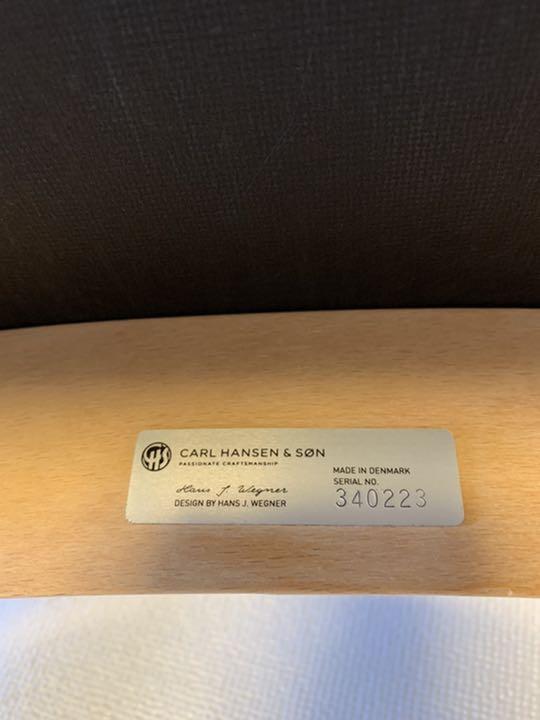 CARL HANSEN & SØN
PASSIONATE CRAFTSMANSHIP
Hans J. Wegner
DESIGN BY HANS J. WEGNER
MADE IN DENMARK
SERIAL NO.
340223